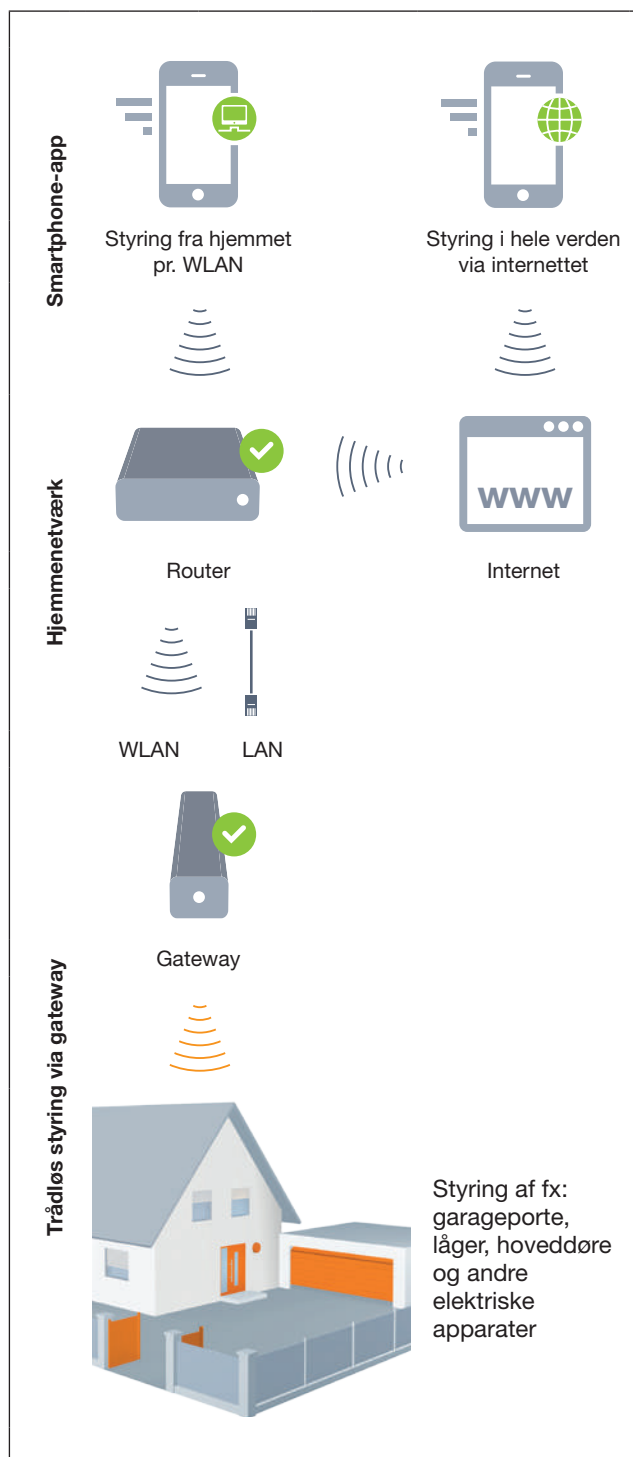 Smartphone-app
Styring fra hjemmet
pr. WLAN
Styring i hele verden
via internettet
Hjemmenetværk
www
Router
Internet
WLAN
LAN
Gateway
Trådløs styring via gateway
Styring af fx:
garageporte,
låger, hoveddøre
og andre
elektriske
apparater